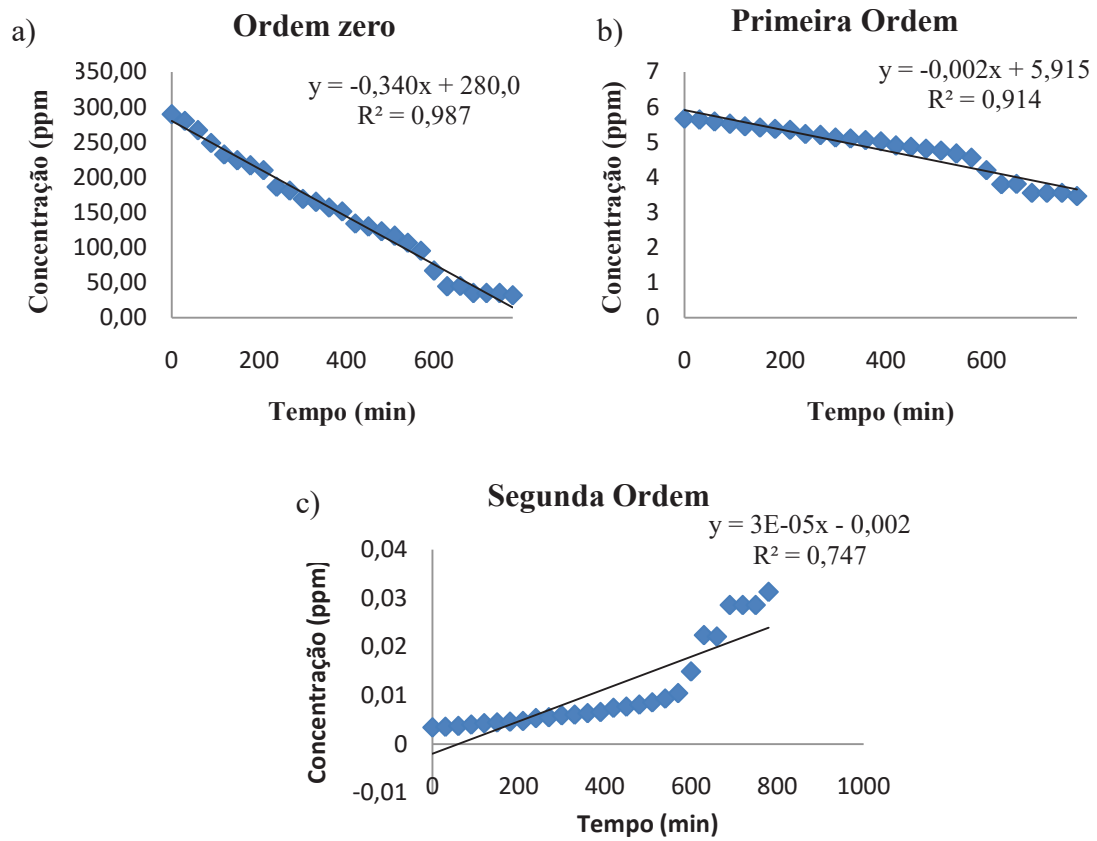 a)
Ordem zero
y = -0,340x + 280,0
R² = 0,987
Concentração (ppm
350,00
300,00
250,00
200,00
150,00
100,00
50,00
0,00
0 200 400 600
Tempo (min)
b)
Primeira Ordem
y = -0,002x + 5,915
R² = 0,914
Concentração (ppm)
7
6
5
4
3
2
1
0
0 200 400 600
Tempo (min)
c)
Segunda Ordem
y = 3E-05x - 0,002
R² = 0,747
Concentração (ppm)
0,04
0,03
0,02
0,01
0
-0,01
0 200 400 600 800 1000
Tempo (min)